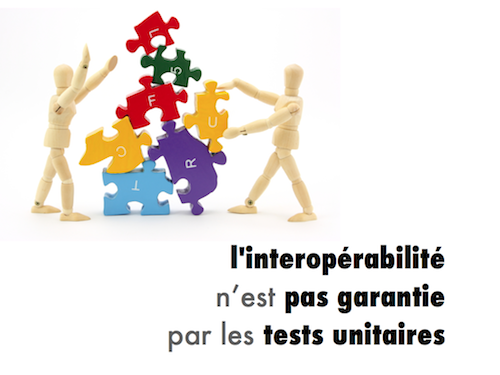 F
U
C
R
T
l'interopérabilité
n’est pas garantie
par les tests unitaires